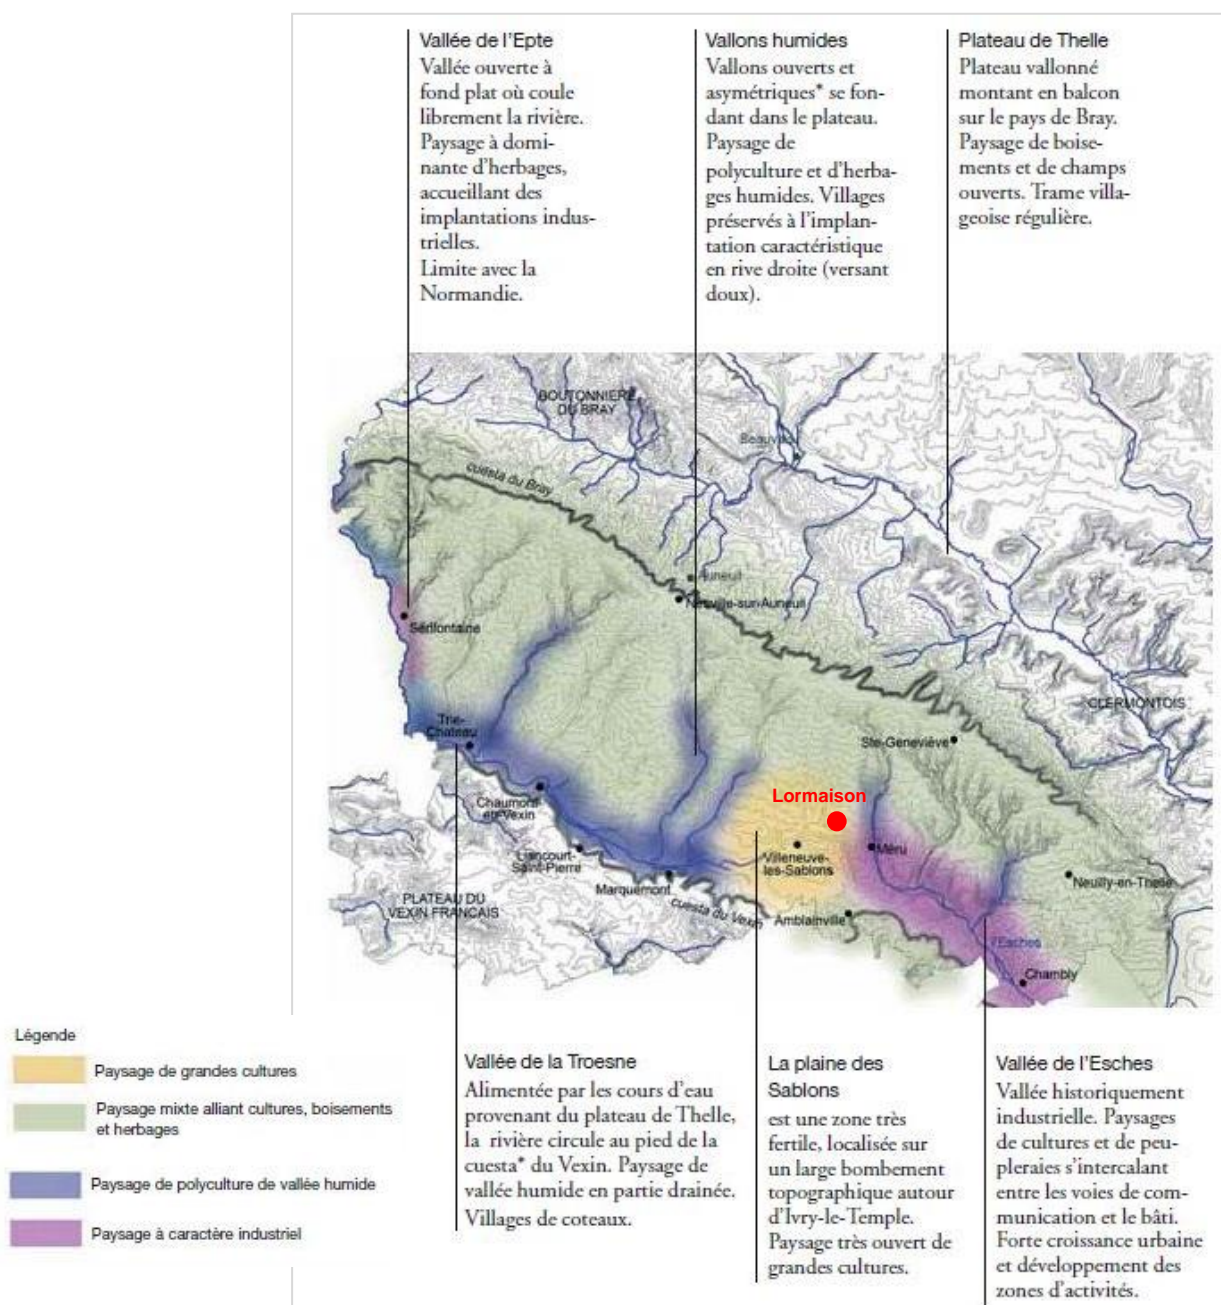 Vallée de l'Epte
Vallée ouverte à
fond plat où coule
librement la rivière.
Paysage à domi-
nante d'herbages,
accueillant des
implantations indus-
trielles.
Limite avec la
Normandie.
Vallons humides
Vallons ouverts et
asymétriques* se fon-
dant dans le plateau.
Paysage de
polyculture et d'herba-
ges humides. Villages
préservés à l'implan-
tation caractéristique
en rive droite (versant
doux).
Plateau de Thelle
Plateau vallonné
montant en balcon
sur le pays de Bray.
Paysage de boise-
ments et de champs
ouverts. Trame villa-
geoise régulière.
BOUTONNIERE
DU BRAY
Beauvais
cuesta du Bray
Auneuil
Neuville-sur-Auneuil
Sérifontaine
CLERMONTOIS
Trie-
Chateau
Ste-Geneviève
Lormaison
Chaumont-
en-Vexin
Méru
Villeneuve-
les-Sablons
Liancourt-
Saint-Pierre
Marquemont
Neuilly-en-Thelle
PLATEAU DU
VEXIN FRANCAIS
cuesta du Vexin
Amblainville
l'Esches
Chambly
Légende
Paysage de grandes cultures
Paysage mixte alliant cultures, boisements
et herbages
Paysage de polyculture de vallée humide
Paysage à caractère industriel
Vallée de la Troesne
Alimentée par les cours d'eau
provenant du plateau de Thelle,
la rivière circule au pied de la
cuesta* du Vexin. Paysage de
vallée humide en partie drainée.
Villages de coteaux.
La plaine des
Sablons
est une zone très
fertile, localisée sur
un large bombement
topographique autour
d'Ivry-le-Temple.
Paysage très ouvert de
grandes cultures.
Vallée de l'Esches
Vallée historiquement
industrielle. Paysages
de cultures et de peu-
pleraies s'intercalant
entre les voies de com-
munication et le bâti.
Forte croissance urbaine
et développement des
zones d'activités.